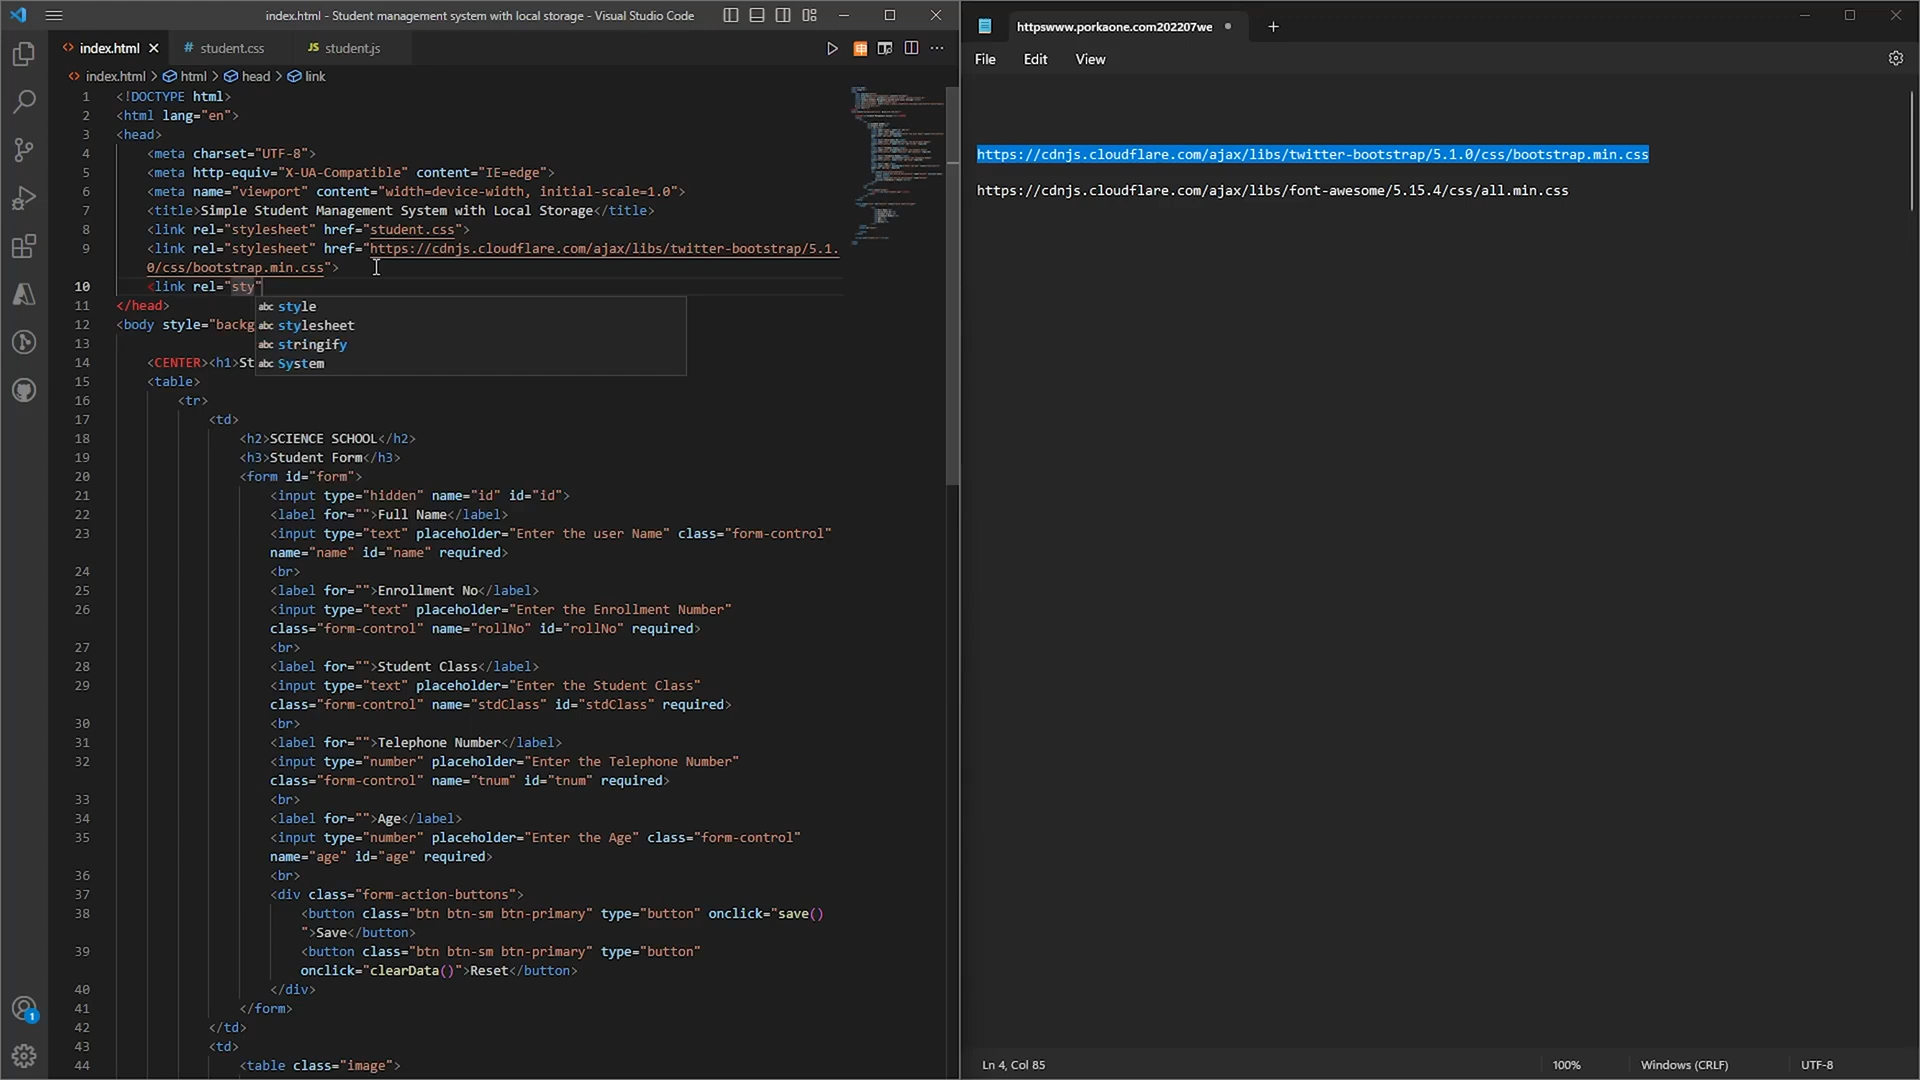 index.html - Student management system with local storage - Visual Studio Code
index.html
# student.css
JS student.js
index.html > html > head > link
1 <!DOCTYPE html>
2 <html lang="en">
3 <head>
4 <meta charset="UTF-8">
5 <meta http-equiv="X-UA-Compatible" content="IE=edge">
6 <meta name="viewport" content="width=device-width, initial-scale=1.0">
7 <title>Simple Student Management System with Local Storage</title>
8 <link rel="stylesheet" href="student.css">
9 <link rel="stylesheet" href="https://cdnjs.cloudflare.com/ajax/libs/twitter-bootstrap/5.1.
0/css/bootstrap.min.css">
10 <link rel="sty"
11 </head>
abc style
abc stylesheet
abc stringify
abc System
12 <body style="backg
13
14 <CENTER><h1>St
15 <table>
16 <tr>
17 <td>
18 <h2>SCIENCE SCHOOL</h2>
19 <h3>Student Form</h3>
20 <form id="form">
21 <input type="hidden" name="id" id="id">
22 <label for="">Full Name</label>
23 <input type="text" placeholder="Enter the user Name" class="form-control"
name="name" id="name" required>
24 <br>
25 <label for="">Enrollment No</label>
26 <input type="text" placeholder="Enter the Enrollment Number"
class="form-control" name="rollNo" id="rollNo" required>
27 <br>
28 <label for="">Student Class</label>
29 <input type="text" placeholder="Enter the Student Class"
class="form-control" name="stdClass" id="stdClass" required>
30 <br>
31 <label for="">Telephone Number</label>
32 <input type="number" placeholder="Enter the Telephone Number"
class="form-control" name="tnum" id="tnum" required>
33 <br>
34 <label for="">Age</label>
35 <input type="number" placeholder="Enter the Age" class="form-control"
name="age" id="age" required>
36 <br>
37 <div class="form-action-buttons">
38 <button class="btn btn-sm btn-primary" type="button" onclick="save()
">Save</button>
39 <button class="btn btn-sm btn-primary" type="button"
onclick="clearData()">Reset</button>
40 </div>
41 </form>
42 </td>
43 <td>
44 <table class="image">
1
httpswww.porkaone.com202207we
File Edit View
https://cdnjs.cloudflare.com/ajax/libs/twitter-bootstrap/5.1.0/css/bootstrap.min.css
https://cdnjs.cloudflare.com/ajax/libs/font-awesome/5.15.4/css/all.min.css
Ln 4, Col 85
100%
Windows (CRLF)
UTF-8